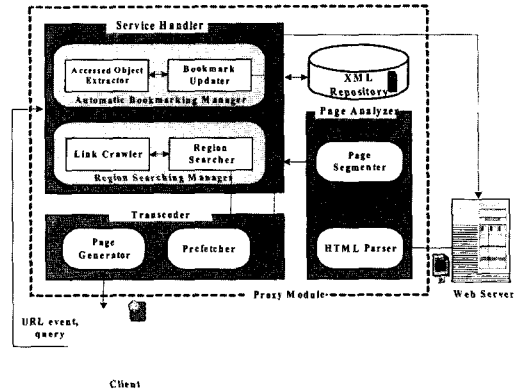 Service Handler
Accessed Object
Extractor
Bookmark
Updater
Automatic Bookmarking Manager
XML
Repository
Page Analyzer
Link Crawler
Region
Searcher
Region Searching Manager
Page
Segmenter
Transcoder
Page
Generator
Prefetcher
HTML Parser
Proxy Module
Web Server
URL event,
query
Client